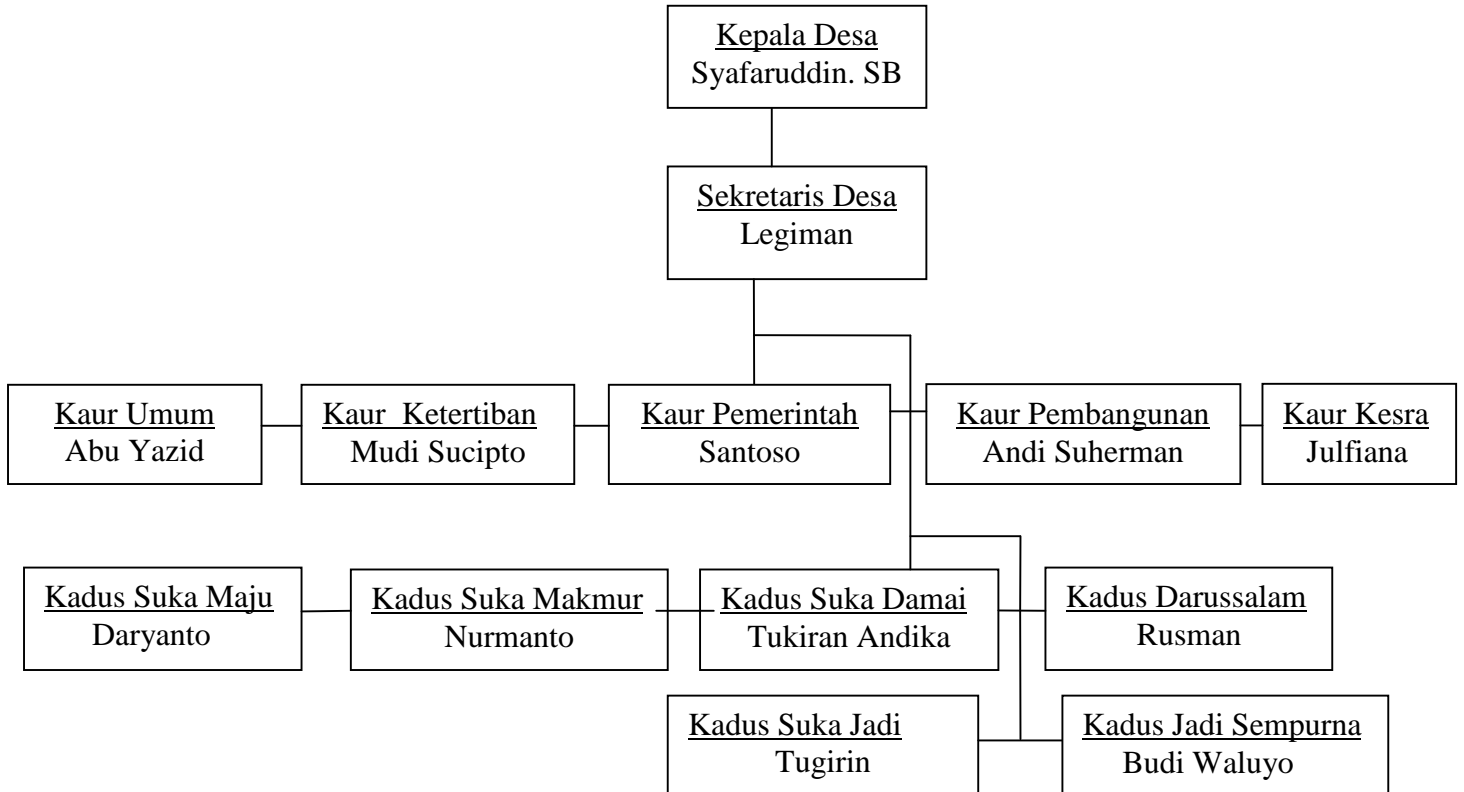 Kepala Desa
Syafaruddin. SB
Sekretaris Desa
Legiman
Kaur Umum
Abu Yazid
Kaur Ketertiban
Mudi Sucipto
Kaur Pemerintah
Santoso
Kaur Pembangunan
Andi Suherman
Kaur Kesra
Julfiana
Kadus Suka Maju
Daryanto
Kadus Suka Makmur
Nurmanto
Kadus Suka Damai
Tukiran Andika
Kadus Darussalam
Rusman
Kadus Suka Jadi
Tugirin
Kadus Jadi Sempurna
Budi Waluyo